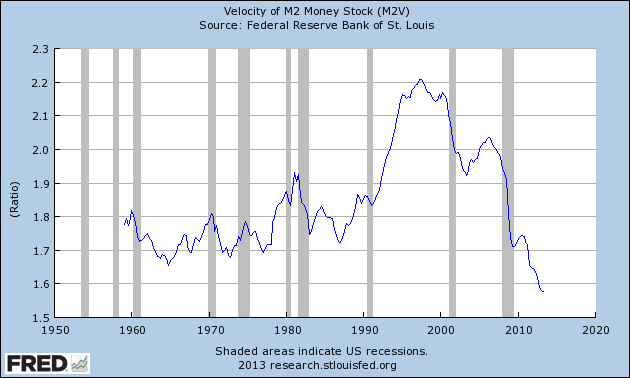 Velocity of M2 Money Stock (M2V)
Source: Federal Reserve Bank of St. Louis
2.3
2.2
2.1
2.0
1.9
1.8
1.7
1.6
1.5
(Ratio)
1950 1960 1970 1980 1990 2000 2010 2020
Shaded areas indicate US recessions.
2013 research.stlouisfed.org
FRED